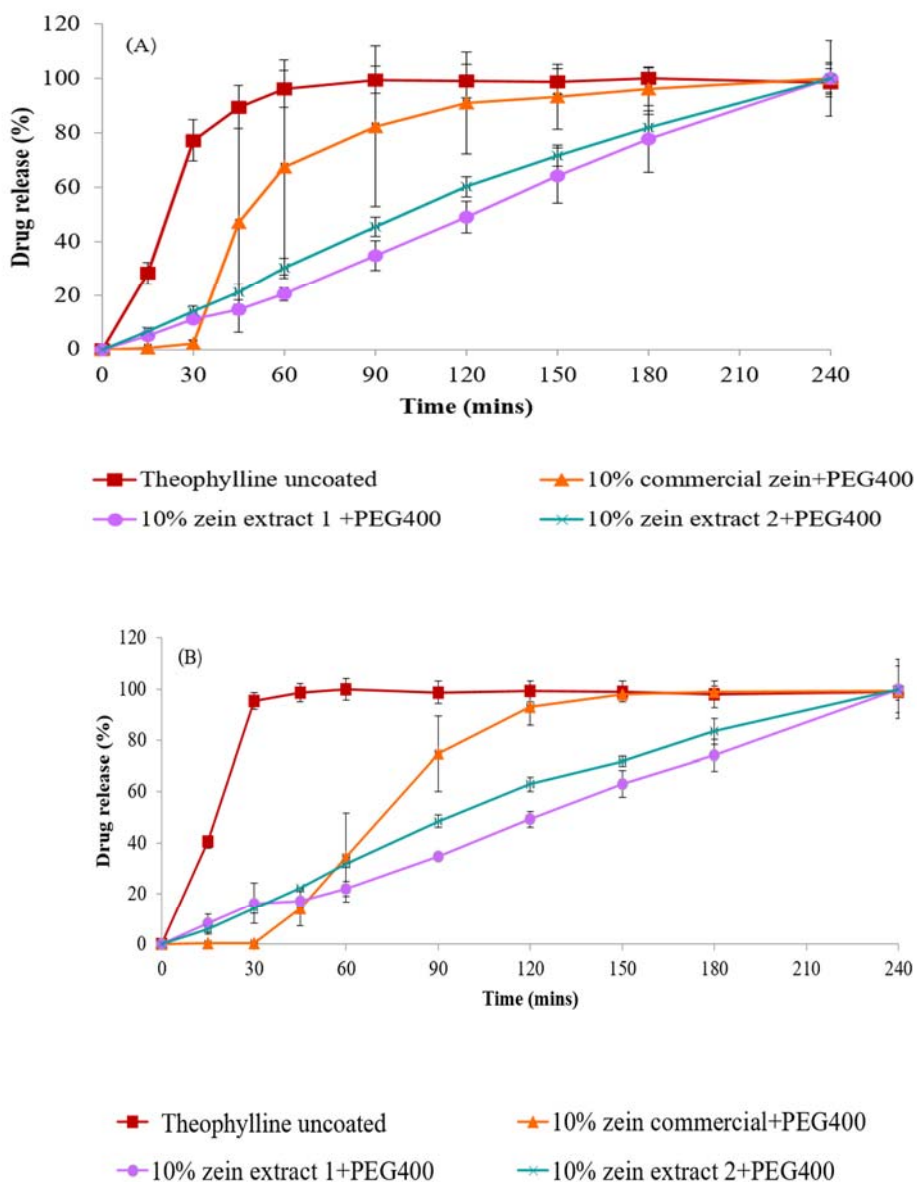 (A)
120
100
80
60
40
20
0
Drug release (%)
0 30 60 90 120 150 180 210 240
Time (mins)
Theophylline uncoated
10% commercial zein+PEG400
10% zein extract 1 +PEG400
10% zein extract 2+PEG400
(B)
120
100
80
60
40
20
0
Drug release (%)
0 30 60 90 120 150 180 210 240
Time (mins)
Theophylline uncoated
10% zein commercial+PEG400
10% zein extract 1+PEG400
10% zein extract 2+PEG400